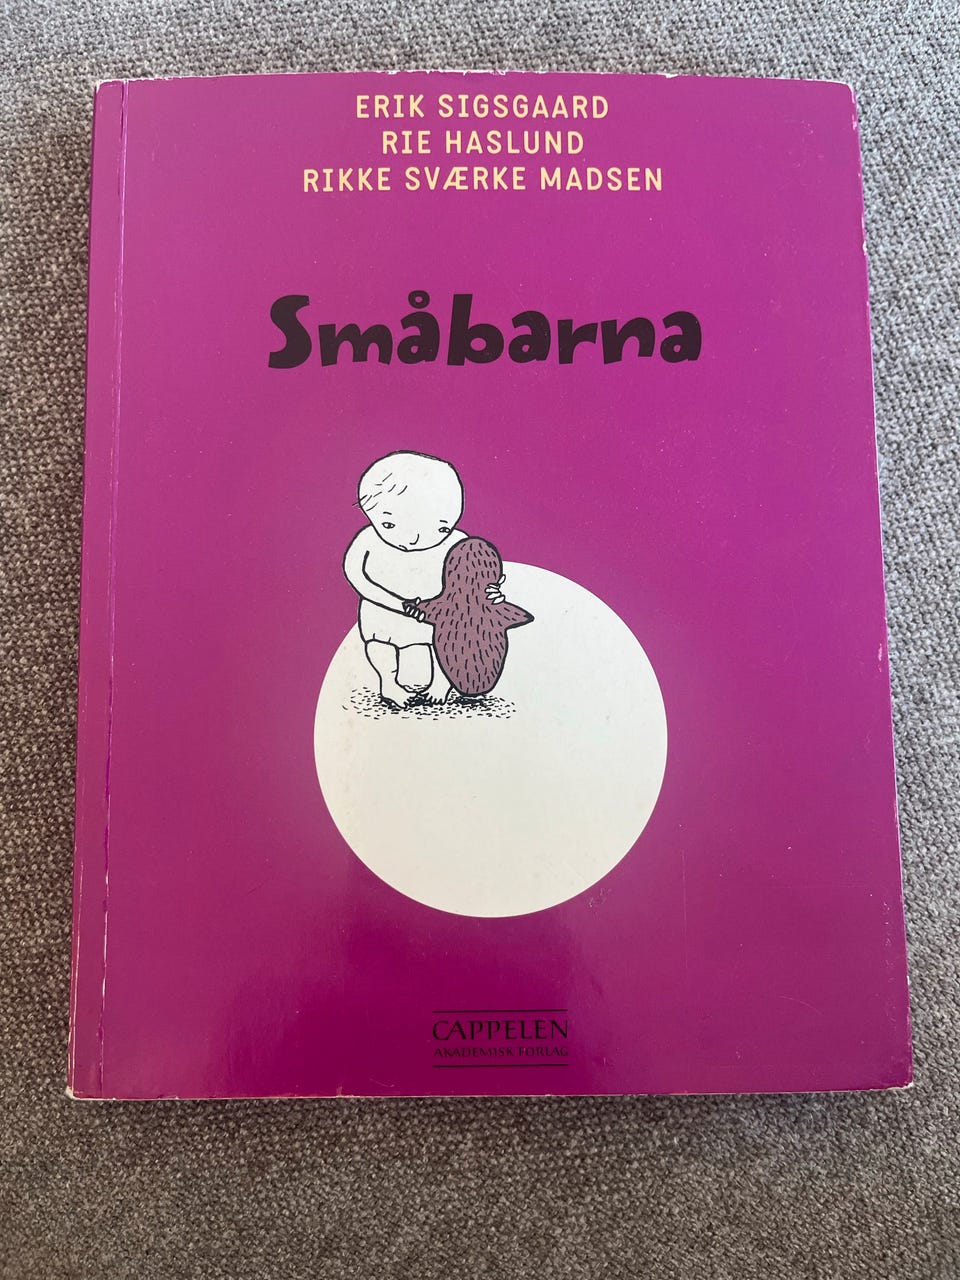 ERIK SIGSGAARD
RIE HASLUND
RIKKE SVÆRKE MADSEN
Småbarna
CAPPELEN
AKADEMISK FORLAG